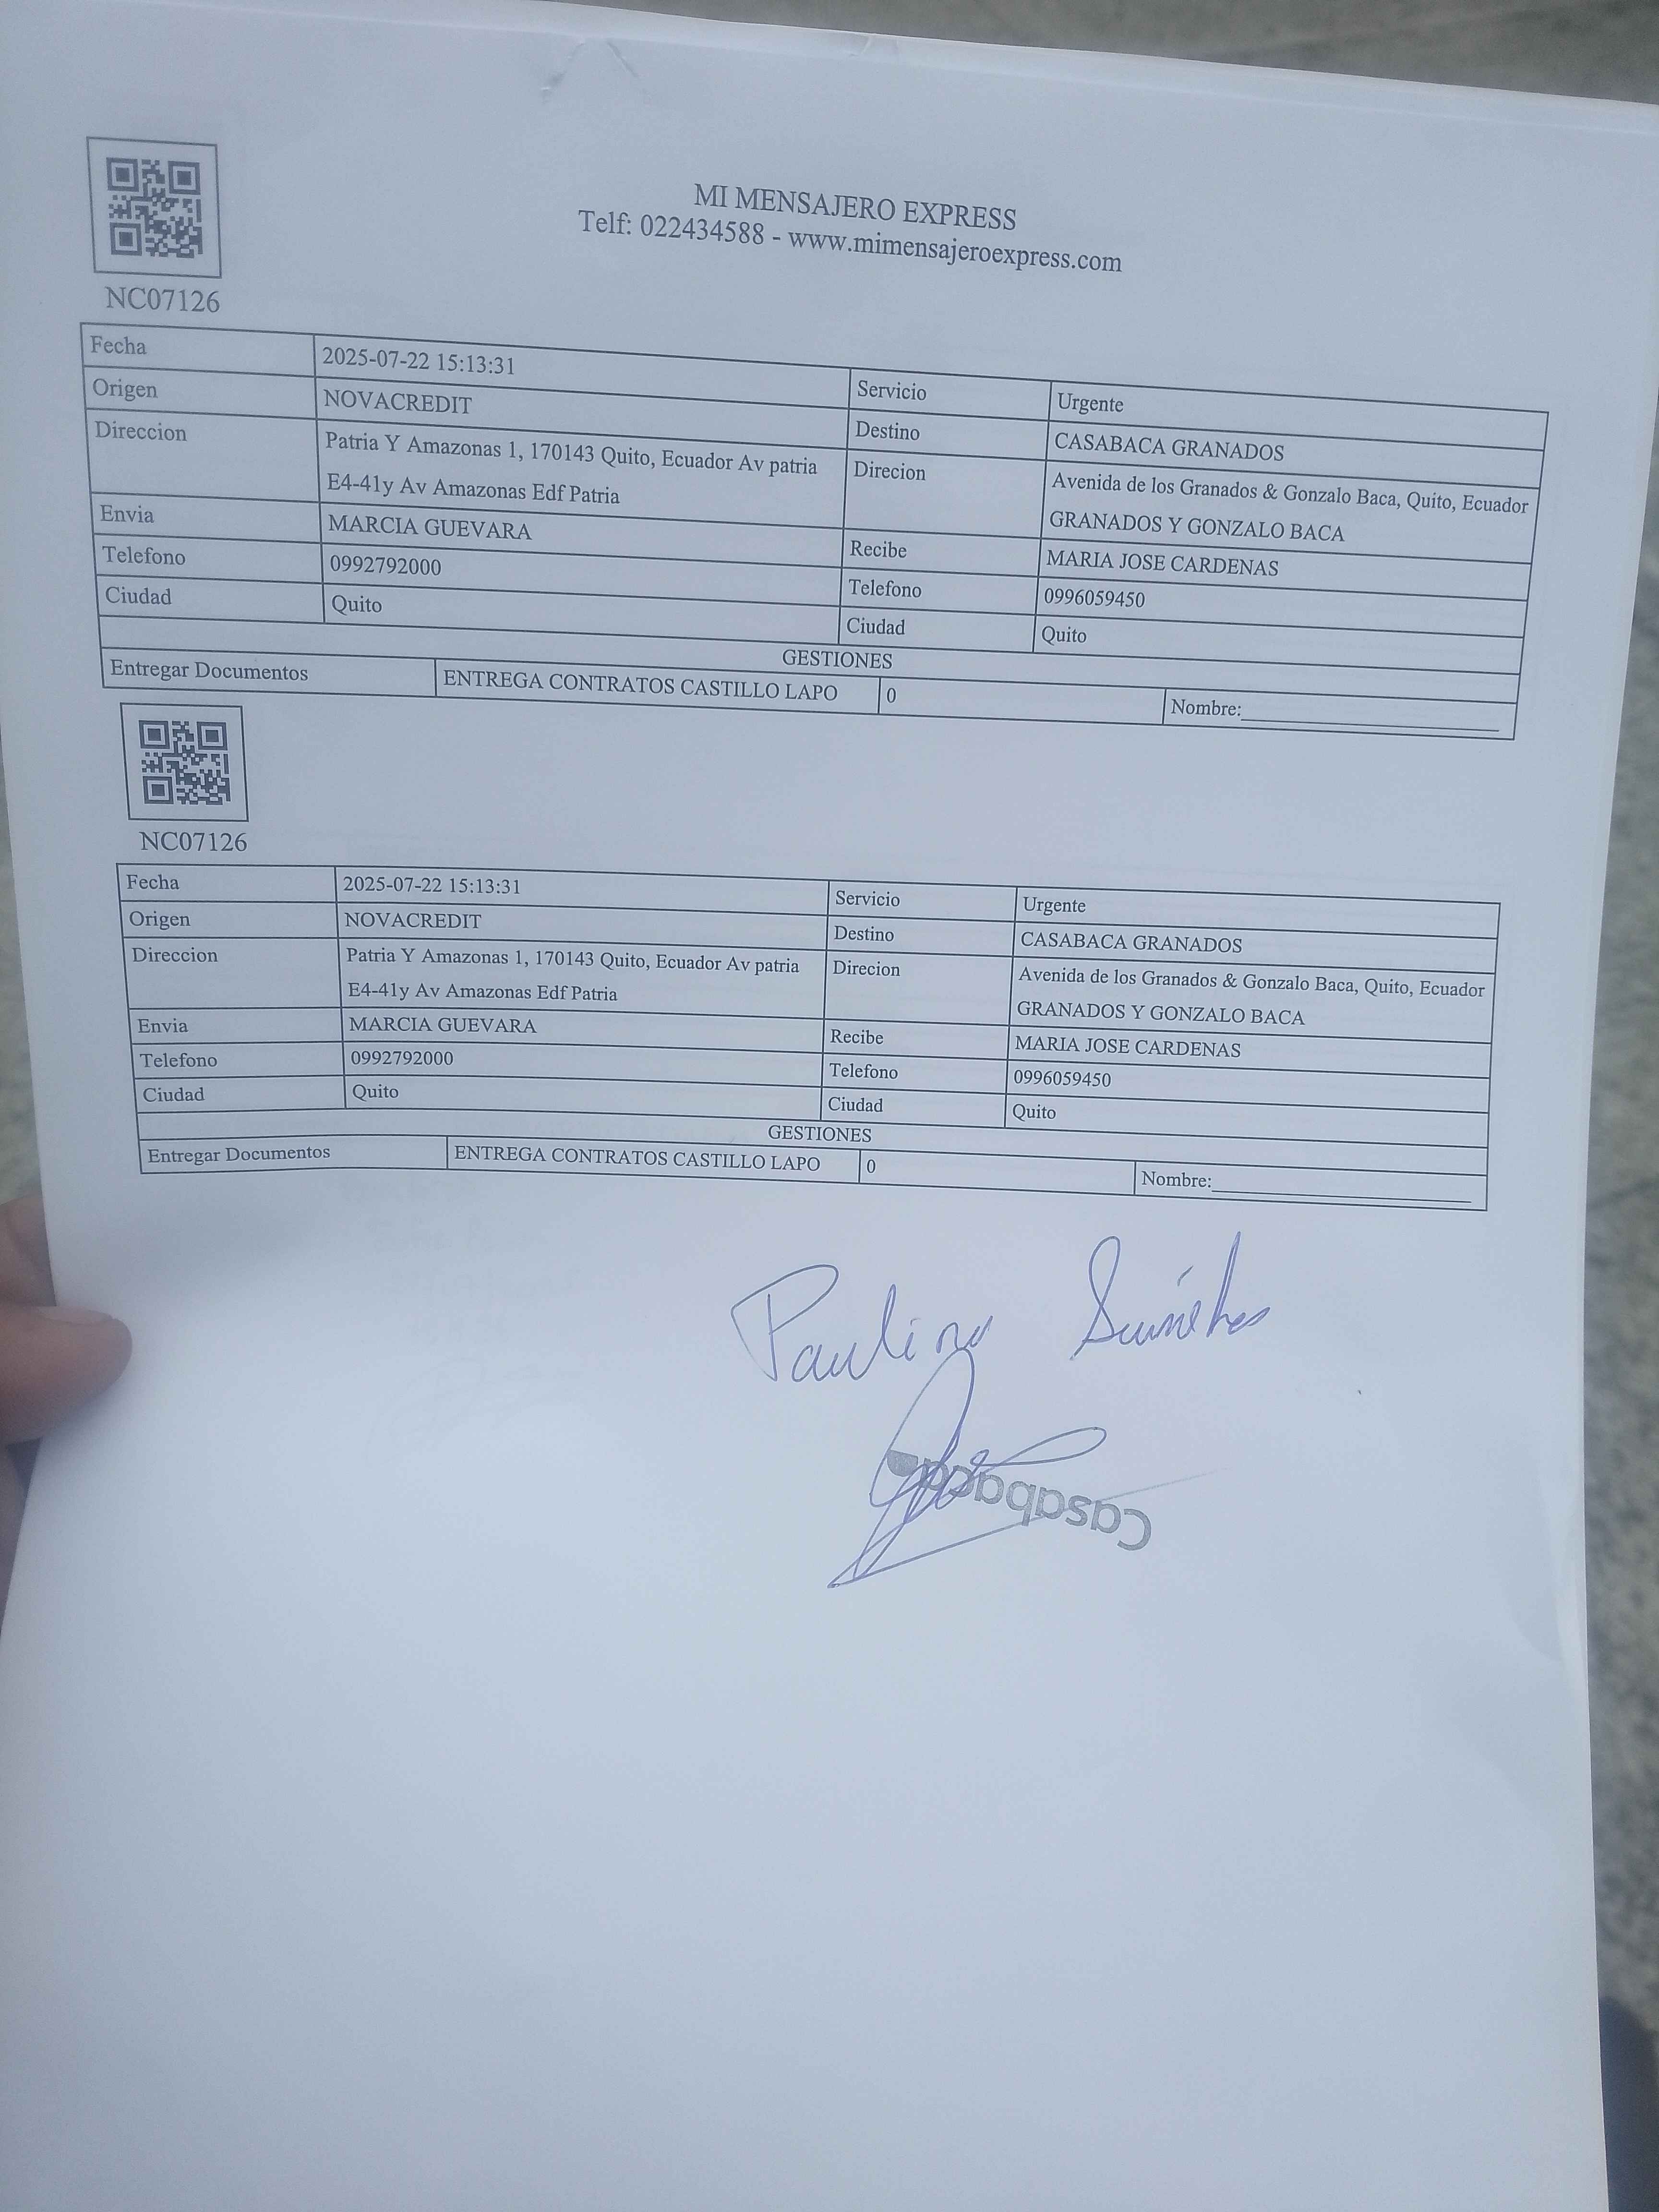 MI MENSAJERO EXPRESS
Telf: 022434588 - www.mimensajeroexpress.com
NC07126
Fecha 2025-07-22 15:13:31 Servicio Urgente
Origen NOVACREDIT Destino CASABACA GRANADOS
Direccion Patria Y Amazonas 1, 170143 Quito, Ecuador Av patria Direcion Avenida de los Granados & Gonzalo Baca, Quito, Ecuador
E4-41y Av Amazonas Edf Patria GRANADOS Y GONZALO BACA
Envia MARCIA GUEVARA Recibe MARIA JOSE CARDENAS
Telefono 0992792000 Telefono 0996059450
Ciudad Quito Ciudad Quito
GESTIONES
Entregar Documentos ENTREGA CONTRATOS CASTILLO LAPO 0 Nombre:
NC07126
Fecha 2025-07-22 15:13:31 Servicio Urgente
Origen NOVACREDIT Destino CASABACA GRANADOS
Direccion Patria Y Amazonas 1, 170143 Quito, Ecuador Av patria Direcion Avenida de los Granados & Gonzalo Baca, Quito, Ecuador
E4-41y Av Amazonas Edf Patria GRANADOS Y GONZALO BACA
Envia MARCIA GUEVARA Recibe MARIA JOSE CARDENAS
Telefono 0992792000 Telefono 0996059450
Ciudad Quito Ciudad Quito
GESTIONES
Entregar Documentos ENTREGA CONTRATOS CASTILLO LAPO 0 Nombre:
Paulina
Casabaca